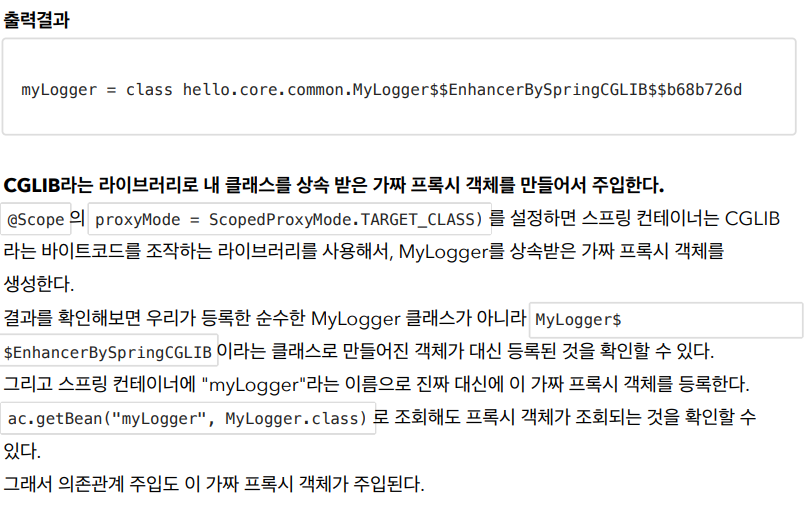 출력결과
myLogger = class hello.core.common.MyLogger$$EnhancerBySpringCGLIB$$b68b726d
CGLIB라는 라이브러리로 내 클래스를 상속 받은 가짜 프록시 객체를 만들어서 주입한다.
@Scope 의 proxyMode = ScopedProxyMode.TARGET_CLASS) 를 설정하면 스프링 컨테이너는 CGLIB
라는 바이트코드를 조작하는 라이브러리를 사용해서, MyLogger를 상속받은 가짜 프록시 객체를
생성한다.
결과를 확인해보면 우리가 등록한 순수한 MyLogger 클래스가 아니라 MyLogger$
$EnhancerBySpringCGLIB 이라는 클래스로 만들어진 객체가 대신 등록된 것을 확인할 수 있다.
그리고 스프링 컨테이너에 "myLogger"라는 이름으로 진짜 대신에 이 가짜 프록시 객체를 등록한다.
ac.getBean("myLogger", MyLogger.class) 로 조회해도 프록시 객체가 조회되는 것을 확인할 수
있다.
그래서 의존관계 주입도 이 가짜 프록시 객체가 주입된다.